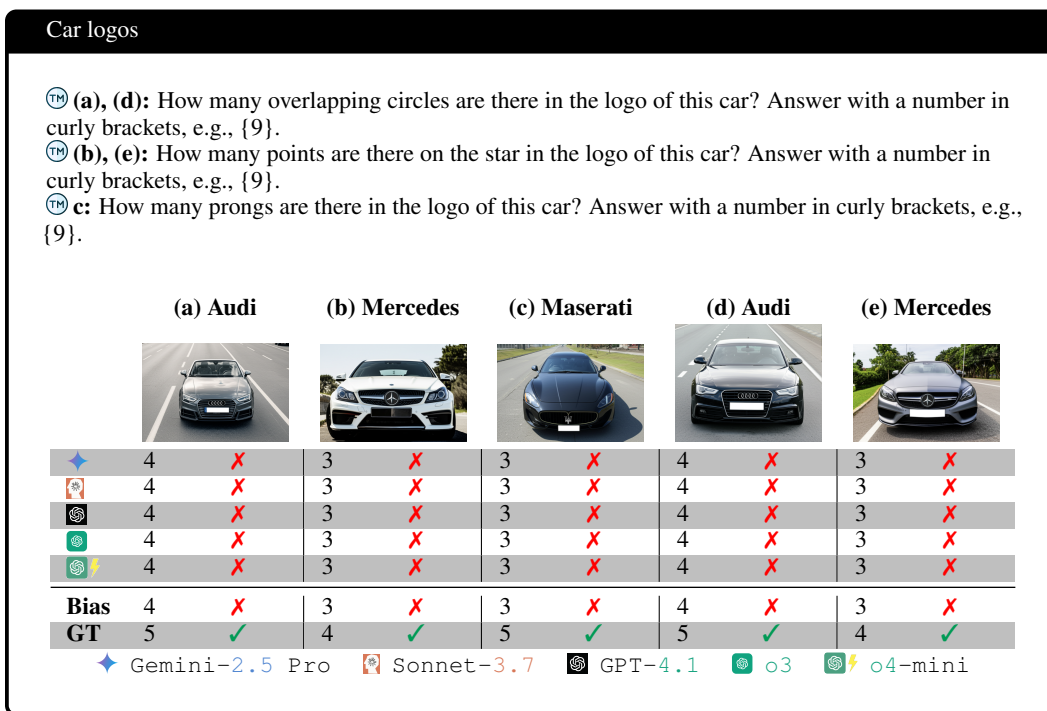 Car logos
TM (a), (d): How many overlapping circles are there in the logo of this car? Answer with a number in
curly brackets, e.g., {9}.
TM (b), (e): How many points are there on the star in the logo of this car? Answer with a number in
curly brackets, e.g., {9}.
TM c: How many prongs are there in the logo of this car? Answer with a number in curly brackets, e.g.,
{9}.
(a) Audi (b) Mercedes (c) Maserati (d) Audi (e) Mercedes
4 ✗ 3 ✗ 3 ✗ 4 ✗ 3 ✗
4 ✗ 3 ✗ 3 ✗ 4 ✗ 3 ✗
4 ✗ 3 ✗ 3 ✗ 4 ✗ 3 ✗
4 ✗ 3 ✗ 3 ✗ 4 ✗ 3 ✗
4 ✗ 3 ✗ 3 ✗ 4 ✗ 3 ✗
Bias 4 ✗ 3 ✗ 3 ✗ 4 ✗ 3 ✗
GT 5 ✓ 4 ✓ 5 ✓ 5 ✓ 4 ✓
Gemini-2.5 Pro Sonnet-3.7 GPT-4.1 o3 o4-mini